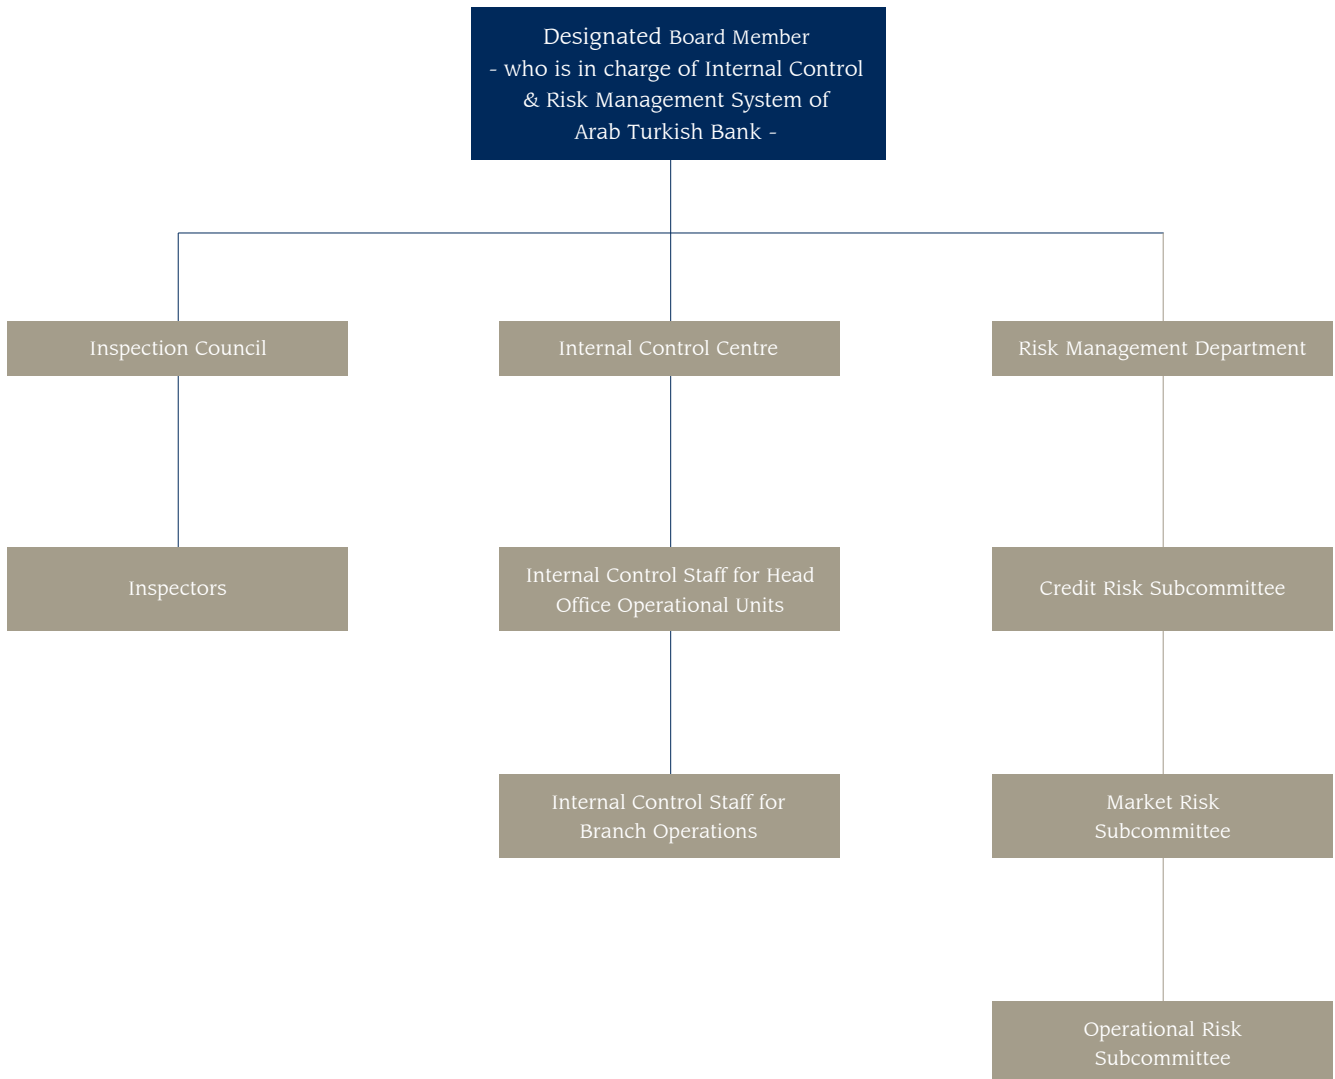 Designated Board Member
- who is in charge of Internal Control
& Risk Management System of
Arab Turkish Bank -
Inspection Council
Internal Control Centre
Risk Management Department
Inspectors
Internal Control Staff for Head
Office Operational Units
Credit Risk Subcommittee
Internal Control Staff for
Branch Operations
Market Risk
Subcommittee
Operational Risk
Subcommittee